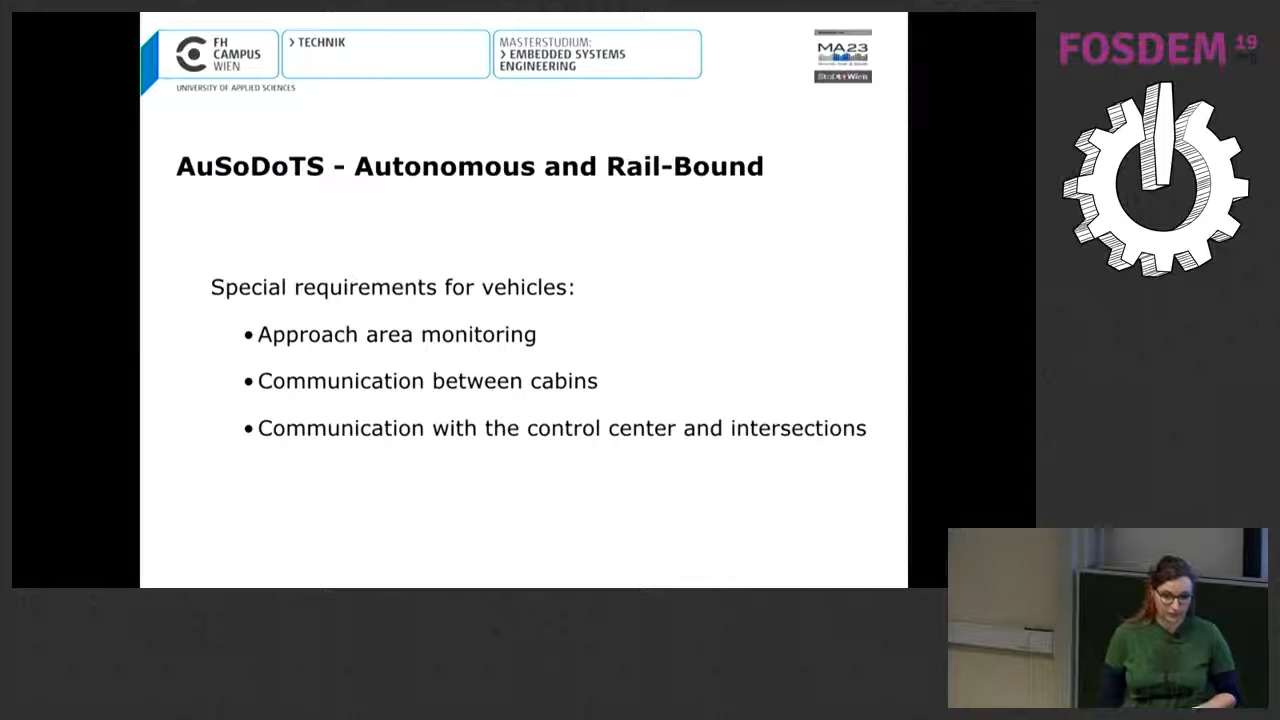 FH
CAMPUS
WIEN
> TECHNIK
MASTERSTUDIUM:
> EMBEDDED SYSTEMS
ENGINEERING
UNIVERSITY OF APPLIED SCIENCES
MA23
StaDt Wien
FOSDEM 19
AuSoDoTS - Autonomous and Rail-Bound
Special requirements for vehicles:
• Approach area monitoring
• Communication between cabins
• Communication with the control center and intersections